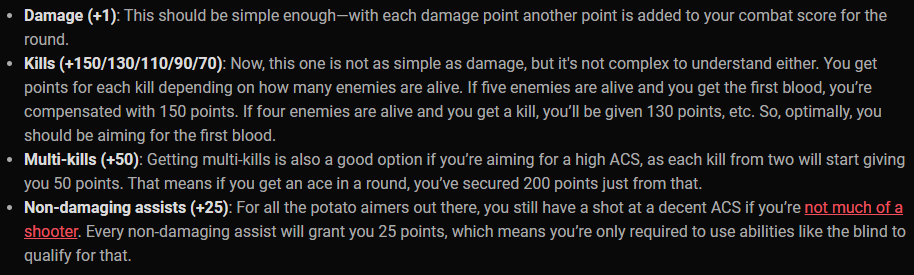 • Damage (+1): This should be simple enough—with each damage point another point is added to your combat score for the
round.
• Kills (+150/130/110/90/70): Now, this one is not as simple as damage, but it's not complex to understand either. You get
points for each kill depending on how many enemies are alive. If five enemies are alive and you get the first blood, you’re
compensated with 150 points. If four enemies are alive and you get a kill, you’ll be given 130 points, etc. So, optimally, you
should be aiming for the first blood.
• Multi-kills (+50): Getting multi-kills is also a good option if you’re aiming for a high ACS, as each kill from two will start giving
you 50 points. That means if you get an ace in a round, you’ve secured 200 points just from that.
• Non-damaging assists (+25): For all the potato aimers out there, you still have a shot at a decent ACS if you’re not much of a
shooter. Every non-damaging assist will grant you 25 points, which means you’re only required to use abilities like the blind to
qualify for that.